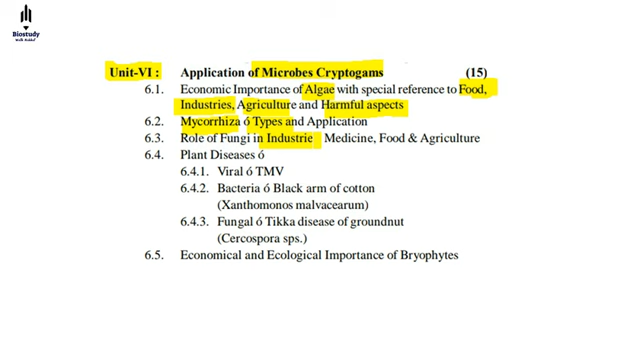 Biostudy
Unit-VI : Application of Microbes Cryptogams (15)
6.1. Economic Importance of Algae with special reference to Food,
Industries, Agriculture and Harmful aspects
6.2. Mycorrhiza ó Types and Application
6.3. Role of Fungi in Industrie Medicine, Food & Agriculture
6.4. Plant Diseases ó
6.4.1. Viral ó TMV
6.4.2. Bacteria ó Black arm of cotton
(Xanthomonos malvacearum)
6.4.3. Fungal ó Tikka disease of groundnut
(Cercospora sps.)
6.5. Economical and Ecological Importance of Bryophytes